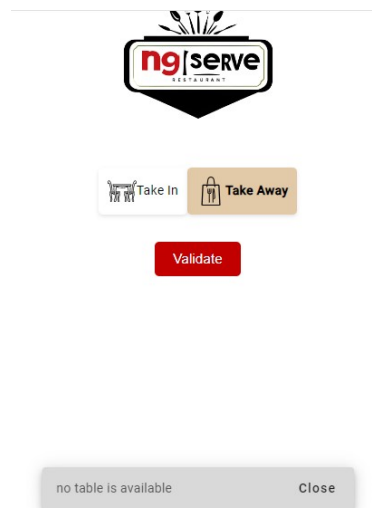 ng[serve
RESTAURANT
Take In Take Away
Validate
no table is available Close